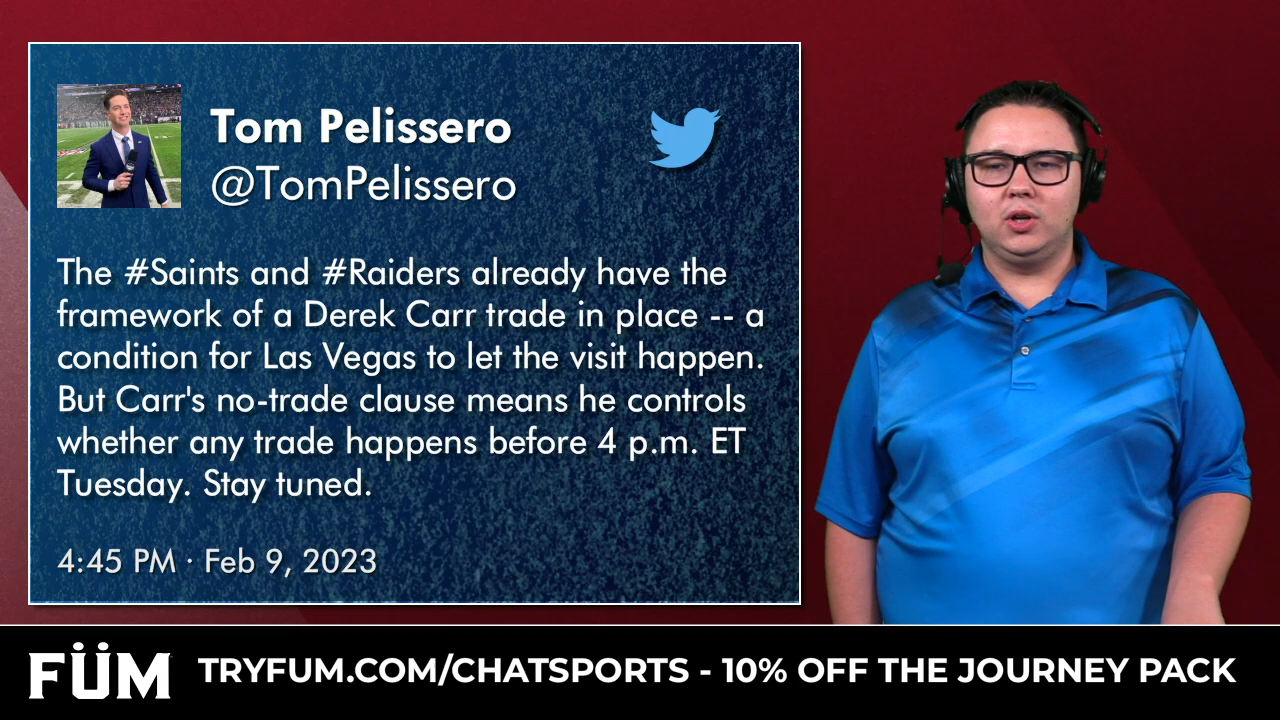 Tom Pelissero
@TomPelissero
The #Saints and #Raiders already have the
framework of a Derek Carr trade in place -- a
condition for Las Vegas to let the visit happen.
But Carr's no-trade clause means he controls
whether any trade happens before 4 p.m. ET
Tuesday. Stay tuned.
4:45 PM · Feb 9, 2023
FÜM TRYFUM.COM/CHATSPORTS - 10% OFF THE JOURNEY PACK